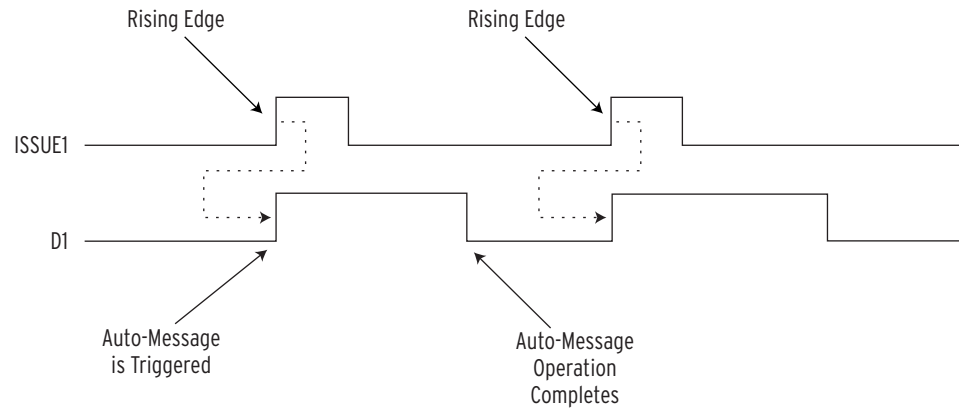 Rising Edge
Rising Edge
ISSUE1
D1
Auto-Message
is Triggered
Auto-Message
Operation
Completes